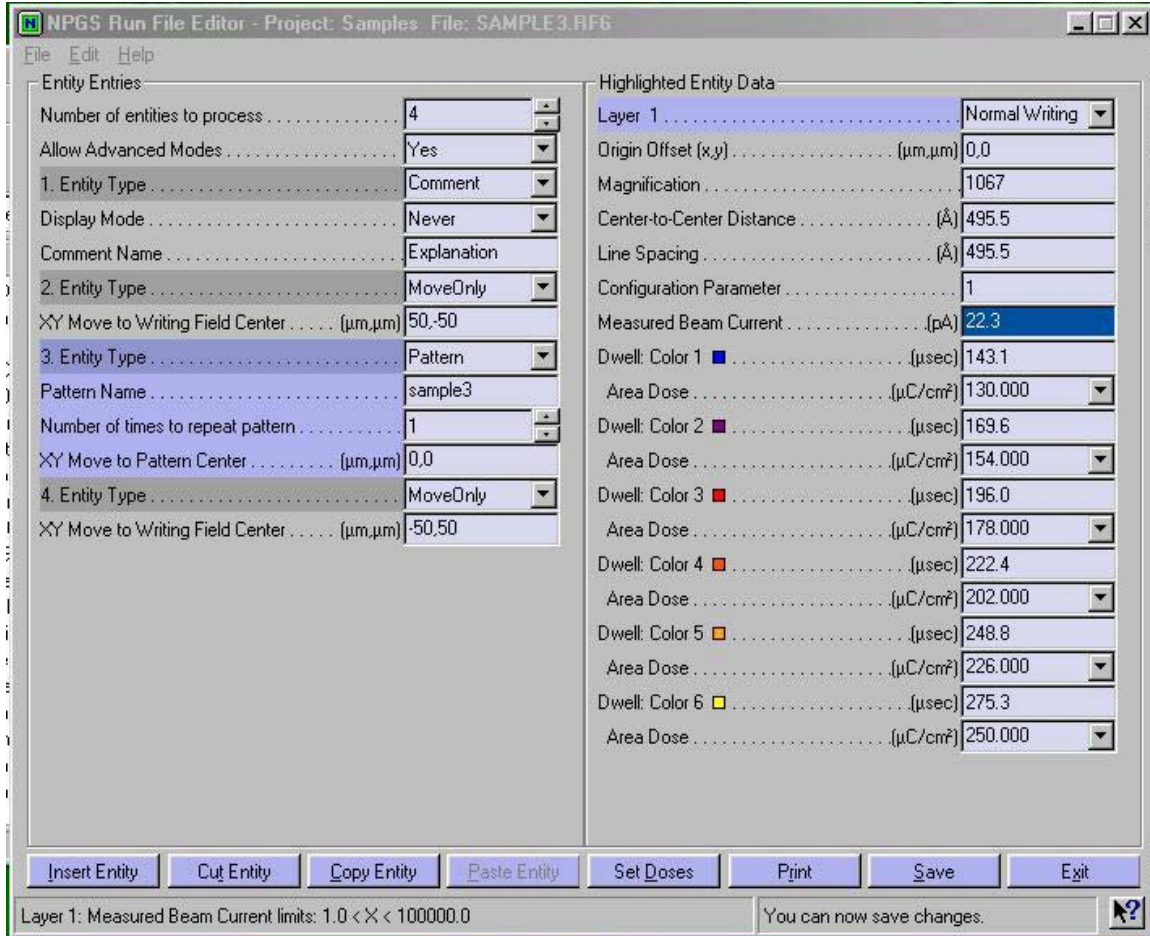 NPGS Run File Editor - Project: Samples File: SAMPLE3.RF6
File Edit Help
Entity Entries
Number of entities to process . . . . . . . . . . . . . . 4
Allow Advanced Modes . . . . . . . . . . . . . . . . . . Yes
1. Entity Type . . . . . . . . . . . . . . . . . . . . . . . . Comment
Display Mode . . . . . . . . . . . . . . . . . . . . . . . Never
Comment Name . . . . . . . . . . . . . . . . . . . . . . Explanation
2. Entity Type . . . . . . . . . . . . . . . . . . . . . . . . MoveOnly
XY Move to Writing Field Center . . . . . (µm,µm) 50,-50
3. Entity Type . . . . . . . . . . . . . . . . . . . . . . . . Pattern
Pattern Name . . . . . . . . . . . . . . . . . . . . . . . sample3
Number of times to repeat pattern . . . . . . . . . . . 1
XY Move to Pattern Center . . . . . . . . . (µm,µm) 0,0
4. Entity Type . . . . . . . . . . . . . . . . . . . . . . . . MoveOnly
XY Move to Writing Field Center . . . . . (µm,µm) -50,50
Highlighted Entity Data
Layer 1 . . . . . . . . . . . . . . . . . . . . . . . . . . . . Normal Writing
Origin Offset (x,y) . . . . . . . . . . . . . . . . . (µm,µm) 0,0
Magnification . . . . . . . . . . . . . . . . . . . . . . . . . 1067
Center-to-Center Distance . . . . . . . . . . . . . . (Å) 495.5
Line Spacing . . . . . . . . . . . . . . . . . . . . . . . . (Å) 495.5
Configuration Parameter . . . . . . . . . . . . . . . . . . 1
Measured Beam Current . . . . . . . . . . . . . . .(pA) 22.3
Dwell: Color 1 . . . . . . . . . . . . . . . . . . .(µsec) 143.1
Area Dose . . . . . . . . . . . . . . . . . . . . .(µC/cm²) 130.000
Dwell: Color 2 . . . . . . . . . . . . . . . . . . .(µsec) 169.6
Area Dose . . . . . . . . . . . . . . . . . . . . .(µC/cm²) 154.000
Dwell: Color 3 . . . . . . . . . . . . . . . . . . .(µsec) 196.0
Area Dose . . . . . . . . . . . . . . . . . . . . .(µC/cm²) 178.000
Dwell: Color 4 . . . . . . . . . . . . . . . . . . .(µsec) 222.4
Area Dose . . . . . . . . . . . . . . . . . . . . .(µC/cm²) 202.000
Dwell: Color 5 . . . . . . . . . . . . . . . . . . .(µsec) 248.8
Area Dose . . . . . . . . . . . . . . . . . . . . .(µC/cm²) 226.000
Dwell: Color 6 . . . . . . . . . . . . . . . . . . .(µsec) 275.3
Area Dose . . . . . . . . . . . . . . . . . . . . .(µC/cm²) 250.000
Insert Entity Cut Entity Copy Entity Paste Entity Set Doses Print Save Exit
Layer 1: Measured Beam Current limits: 1.0 < X < 100000.0 You can now save changes.